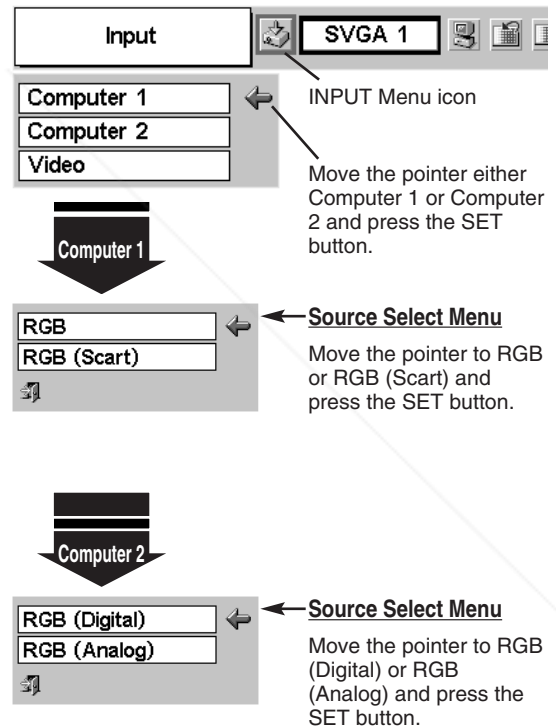 Input
SVGA 1
INPUT Menu icon
Computer 1
Computer 2
Video
Move the pointer either
Computer 1 or Computer
2 and press the SET
button.
Computer 1
RGB
RGB (Scart)
Source Select Menu
Move the pointer to RGB
or RGB (Scart) and
press the SET button.
Computer 2
RGB (Digital)
RGB (Analog)
Source Select Menu
Move the pointer to RGB
(Digital) or RGB
(Analog) and press the
SET button.